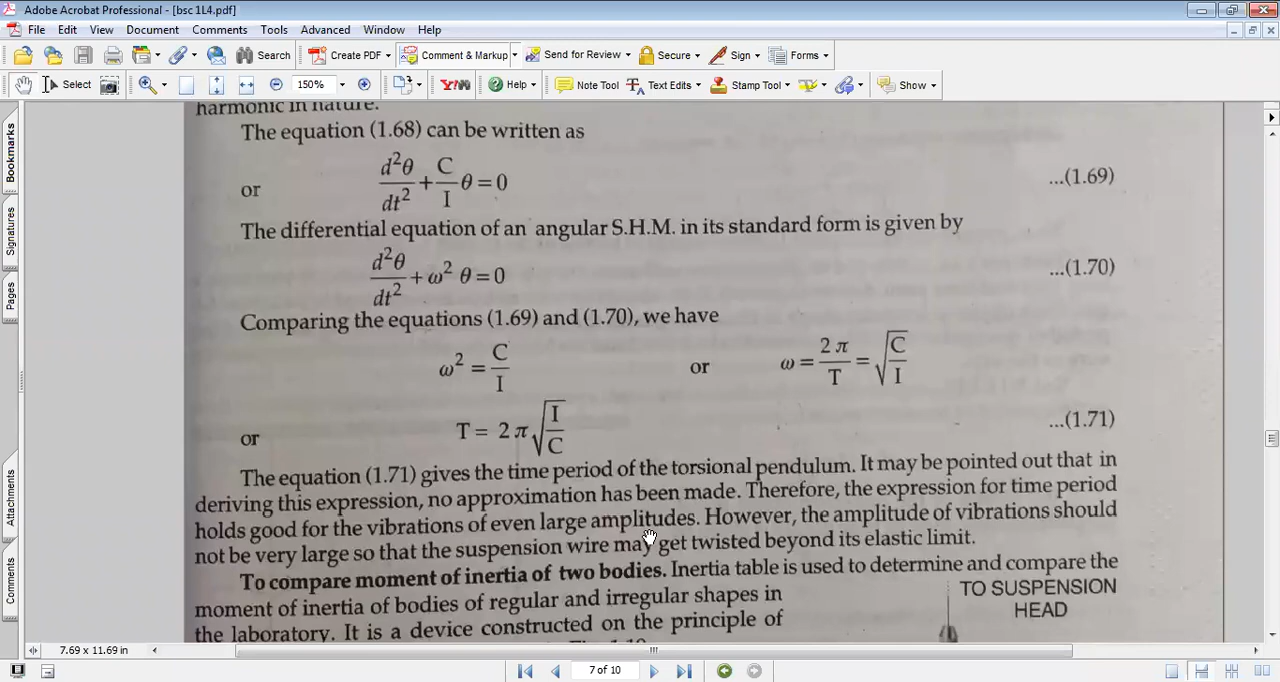 Adobe Acrobat Professional - [bsc 1L4.pdf]
File Edit View Document Comments Tools Advanced Window Help
Search Create PDF Comment & Markup Send for Review Secure Sign Forms
Select 150% Y! Help Note Tool Text Edits Stamp Tool Show
Bookmarks
Signatures
Pages
Attachments
Comments
harmonic in nature.
The equation (1.68) can be written as
or d²θ/dt² + C/I θ = 0 ...(1.69)
The differential equation of an angular S.H.M. in its standard form is given by
d²θ/dt² + ω² θ = 0 ...(1.70)
Comparing the equations (1.69) and (1.70), we have
ω² = C/I or ω = 2π/T = √(C/I)
or T = 2π√(I/C) ...(1.71)
The equation (1.71) gives the time period of the torsional pendulum. It may be pointed out that in
deriving this expression, no approximation has been made. Therefore, the expression for time period
holds good for the vibrations of even large amplitudes. However, the amplitude of vibrations should
not be very large so that the suspension wire may get twisted beyond its elastic limit.
To compare moment of inertia of two bodies. Inertia table is used to determine and compare the
moment of inertia of bodies of regular and irregular shapes in
the laboratory. It is a device constructed on the principle of
TO SUSPENSION
HEAD
7.69 x 11.69 in
7 of 10